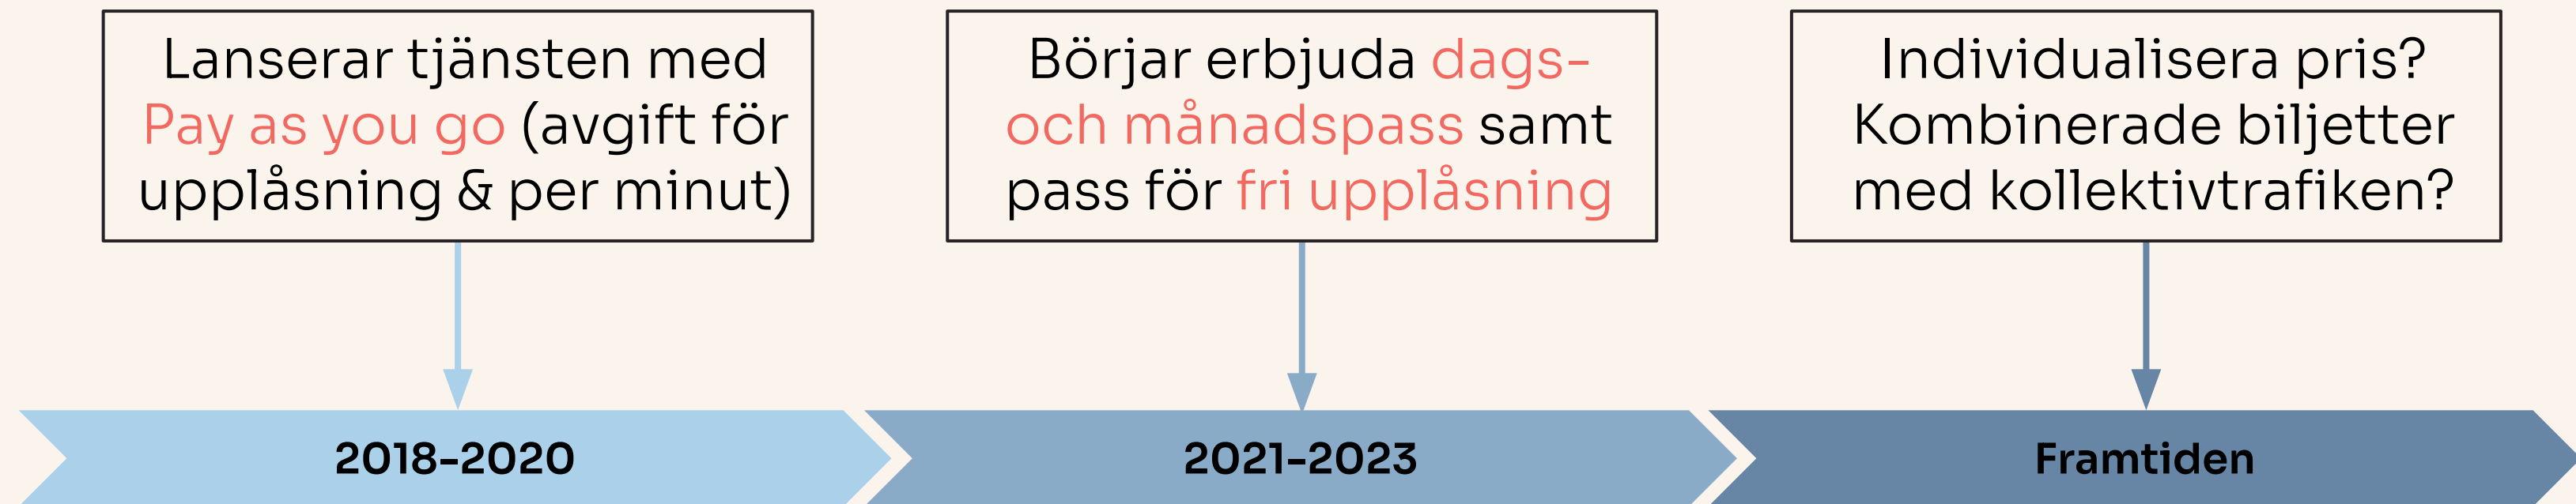 Lanserar tjänsten med
Pay as you go (avgift för
upplåsning & per minut)
Börjar erbjuda dags-
och månadspass samt
pass för fri upplåsning
Individualisera pris?
Kombinerade biljetter
med kollektivtrafiken?
2018-2020
2021-2023
Framtiden